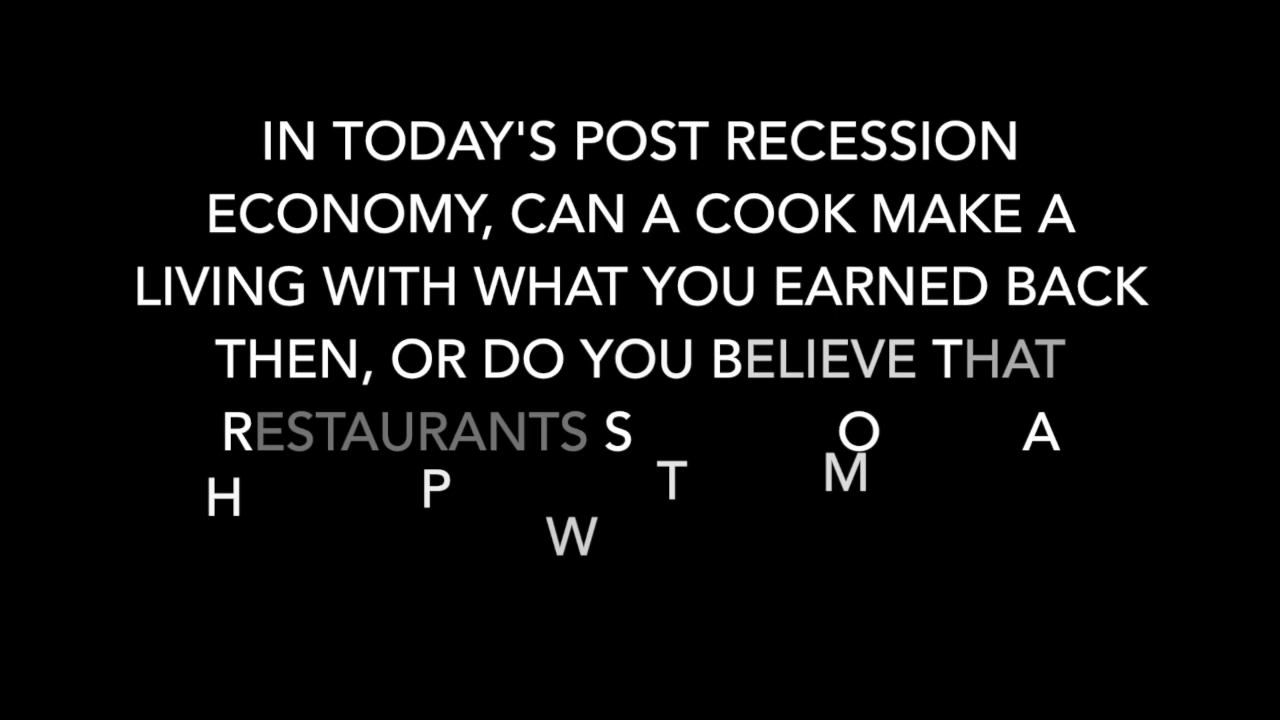 IN TODAY'S POST RECESSION
ECONOMY, CAN A COOK MAKE A
LIVING WITH WHAT YOU EARNED BACK
THEN, OR DO YOU BELIEVE THAT
RESTAURANTS S O A
H P T M
W